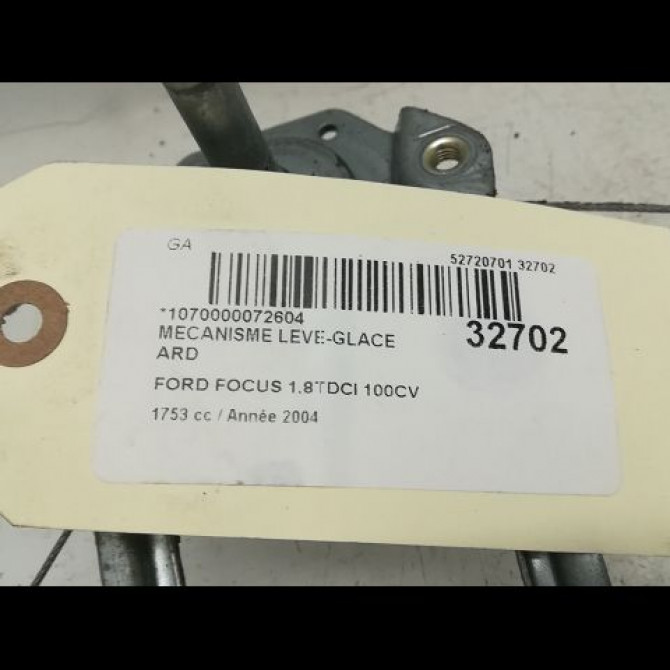 GA
52720701 32702
*1070000072604
32702
MECANISME LEVE-GLACE
ARD
FORD FOCUS 1.8TDCI 100CV
1753 cc / Année 2004